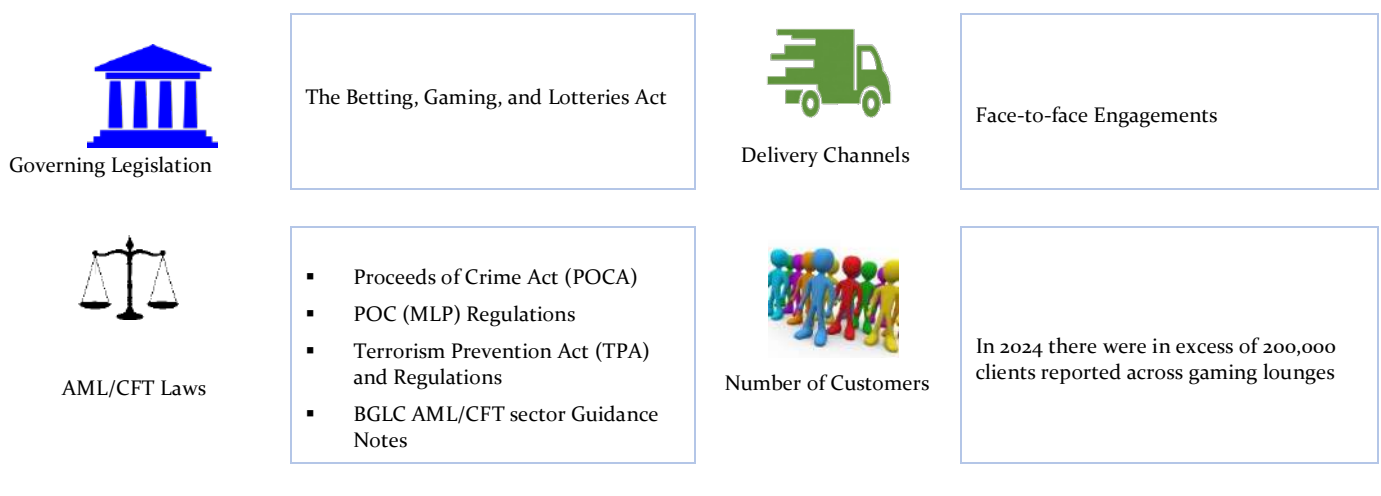 Governing Legislation
The Betting, Gaming, and Lotteries Act
Delivery Channels
Face-to-face Engagements
AML/CFT Laws
▪ Proceeds of Crime Act (POCA)
▪ POC (MLP) Regulations
▪ Terrorism Prevention Act (TPA)
and Regulations
▪ BGLC AML/CFT sector Guidance
Notes
Number of Customers
In 2024 there were in excess of 200,000
clients reported across gaming lounges